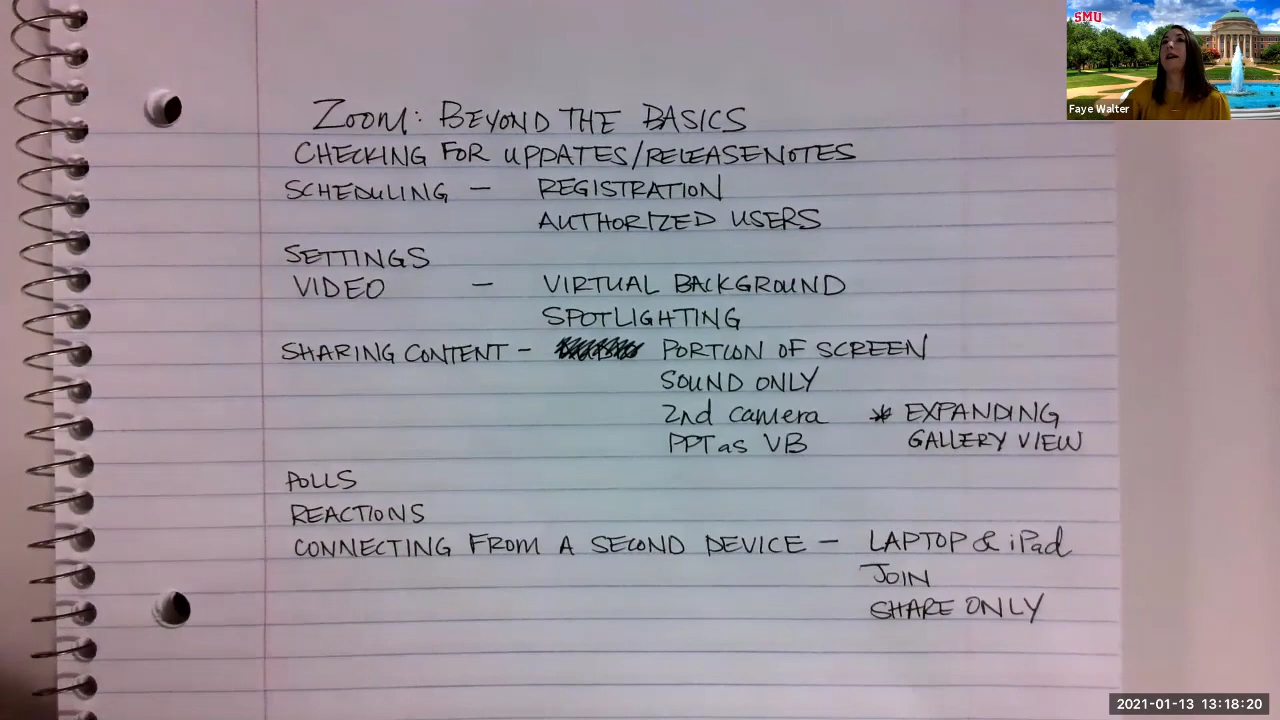 SMU
Faye Walter
Zoom: BEYOND THE BASICS
CHECKING FOR UPDATES/RELEASE NOTES
SCHEDULING - REGISTRATION
AUTHORIZED USERS
SETTINGS
VIDEO - VIRTUAL BACKGROUND
SPOTLIGHTING
SHARING CONTENT - PORTION OF SCREEN
SOUND ONLY
2nd camera * EXPANDING
PPT as VB GALLERY VIEW
POLLS
REACTIONS
CONNECTING FROM A SECOND DEVICE - LAPTOP & iPad
JOIN
SHARE ONLY
2021-01-13 13:18:20